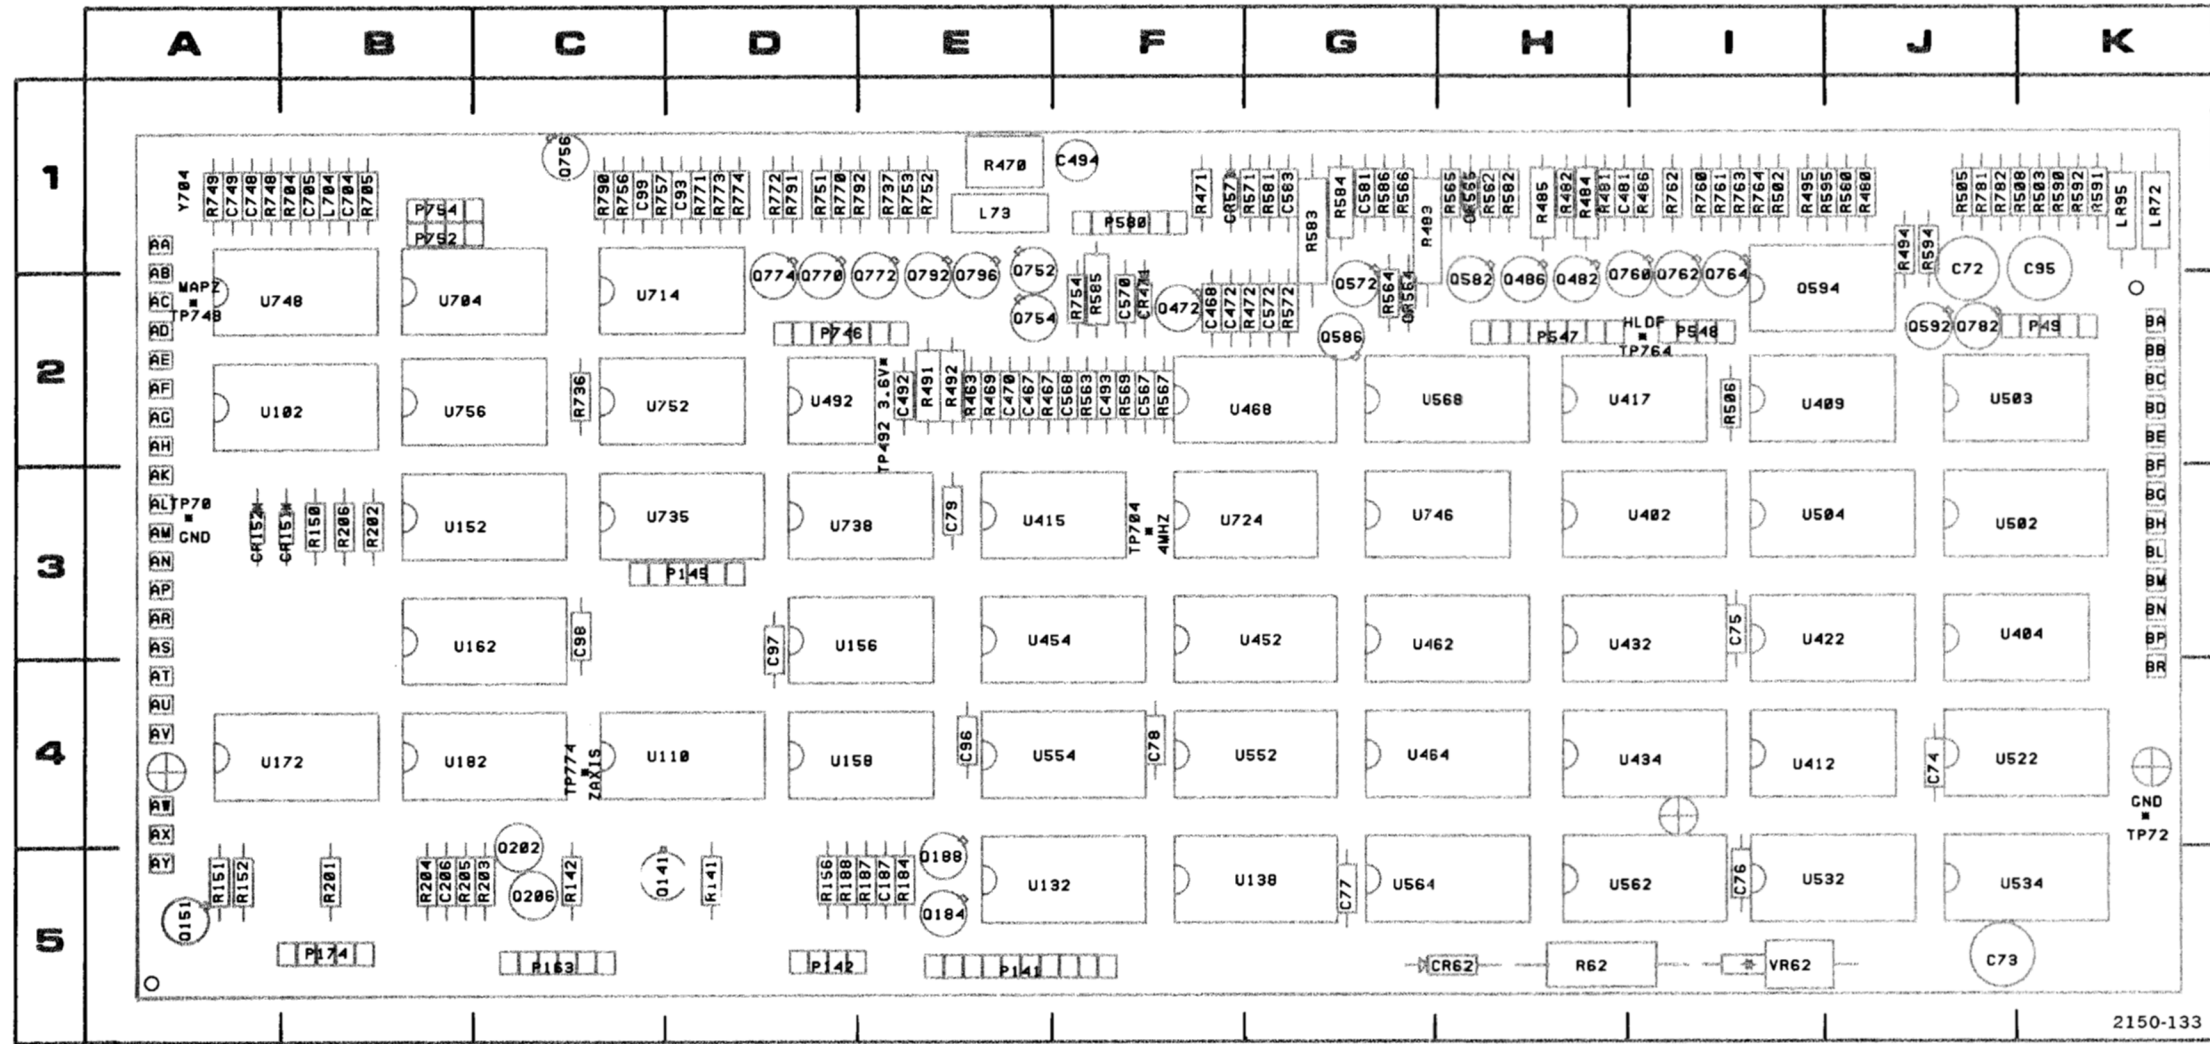 A B C D E F G H I J K
1
Y704 R749 C749 C748 R748 R704 C705 L704 C704 R705
Q756
R790 R756 C99 R757 C93 R771 R773 R774 R772 R791 R751 R770 R792 R737 R753 R752
R470
C494
R471 R571 R581 C583 R583 R584 C581 R586 R566 R483 R565 CR565 R562 R582 R485 R482 R484 R481 C481 R486 R762 R760 R761 R763 R764 R502 R495 R595 R560 R480
R505 R781 R782 R508 R503 R590 R592 R591 LR95 LR72
P754
P752
L73
P580
R494 R594
AA
AB
AC
AD
MAPZ
TP748
U748
U704
U714
Q774 Q770 Q772 Q792 Q796 Q752
Q754
R754 R585 C570 CR471 Q472 C468 C472 R472 C572 R572
Q572 R564 CR564 Q582 Q486 Q482 Q760 Q762 Q764
Q594
C72
C95
P746
Q586
P547
HLDF
TP764
P548
Q592 Q782
P49
BA
2
AE
AF
AG
AH
U102
U756
R736
U752
U492
TP492 3.6V
C492 R491 R492 R463 R469 C470 C467 R467 C568 R563 C493 R569 C567 R567
U468
U568
U417
R506
U409
U503
BB
BC
BD
BE
BF
AK
AL
AM
AN
TP70
GND
CR152 CR151 R150 R206 R202
U152
U735
U738
C79
U415
TP704
4MHZ
U724
U746
U402
U504
U502
BG
BH
BL
BM
3
P145
AP
AR
AS
AT
U162
C98
C97
U156
U454
U452
U462
U432
C75
U422
U404
BN
BP
BR
4
AU
AV
U172
U182
TP774
ZAXIS
U110
U158
C96
U554
C78
U552
U464
U434
U412
C74
U522
GND
TP72
AW
AX
AY
R151 R152
R201
R204 C206 R205 R203
Q202
Q206
R142
Q141
R141
R156 R188 R187 C187 R184
Q188
Q184
U132
U138
C77
U564
U562
C76
U532
U534
5
Q151
P174
P163
P142
P141
CR62
R62
VR62
C73
2150-133